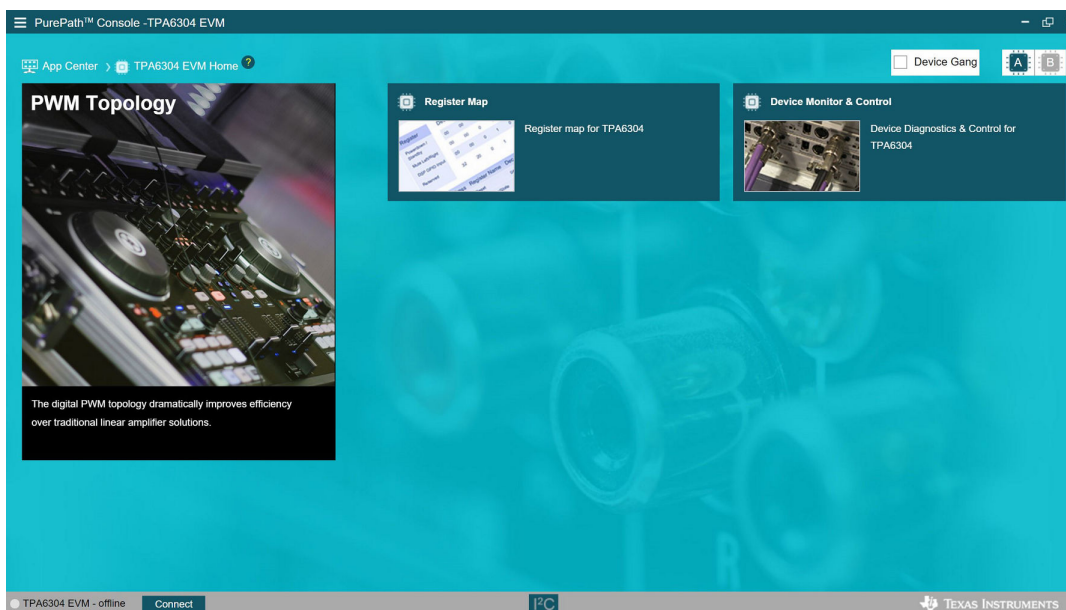 PurePath™ Console -TPA6304 EVM
App Center > TPA6304 EVM Home ?
Device Gang
A
B
PWM Topology
The digital PWM topology dramatically improves efficiency
over traditional linear amplifier solutions.
Register Map
Register map for TPA6304
Device Monitor & Control
Device Diagnostics & Control for
TPA6304
R
TPA6304 EVM - offline
Connect
I²C
TEXAS INSTRUMENTS